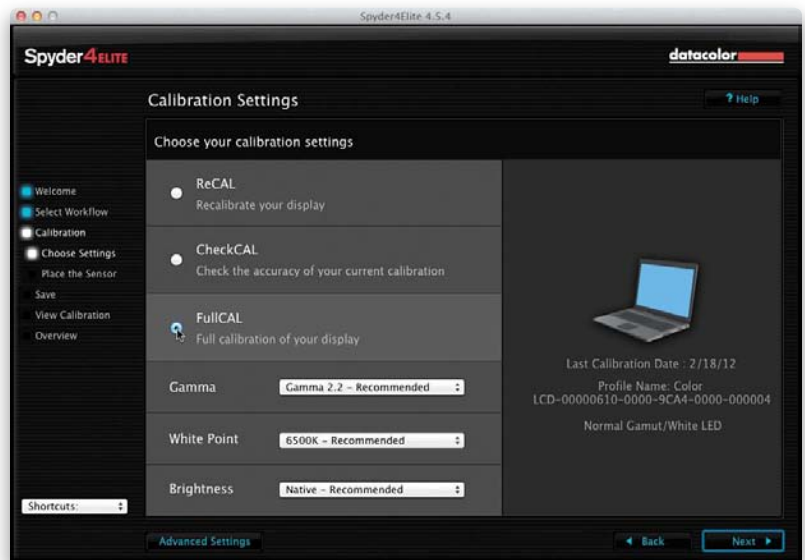 Spyder4Elite 4.5.4
Spyder4ELITE
datacolor
Calibration Settings
? Help
Choose your calibration settings
Welcome
Select Workflow
Calibration
Choose Settings
Place the Sensor
Save
View Calibration
Overview
ReCAL
Recalibrate your display
CheckCAL
Check the accuracy of your current calibration
FullCAL
Full calibration of your display
Gamma
Gamma 2.2 – Recommended
White Point
6500K – Recommended
Brightness
Native – Recommended
Last Calibration Date : 2/18/12
Profile Name: Color
LCD-00000610-0000-9CA4-0000-000004
Normal Gamut/White LED
Shortcuts:
Advanced Settings
Back
Next